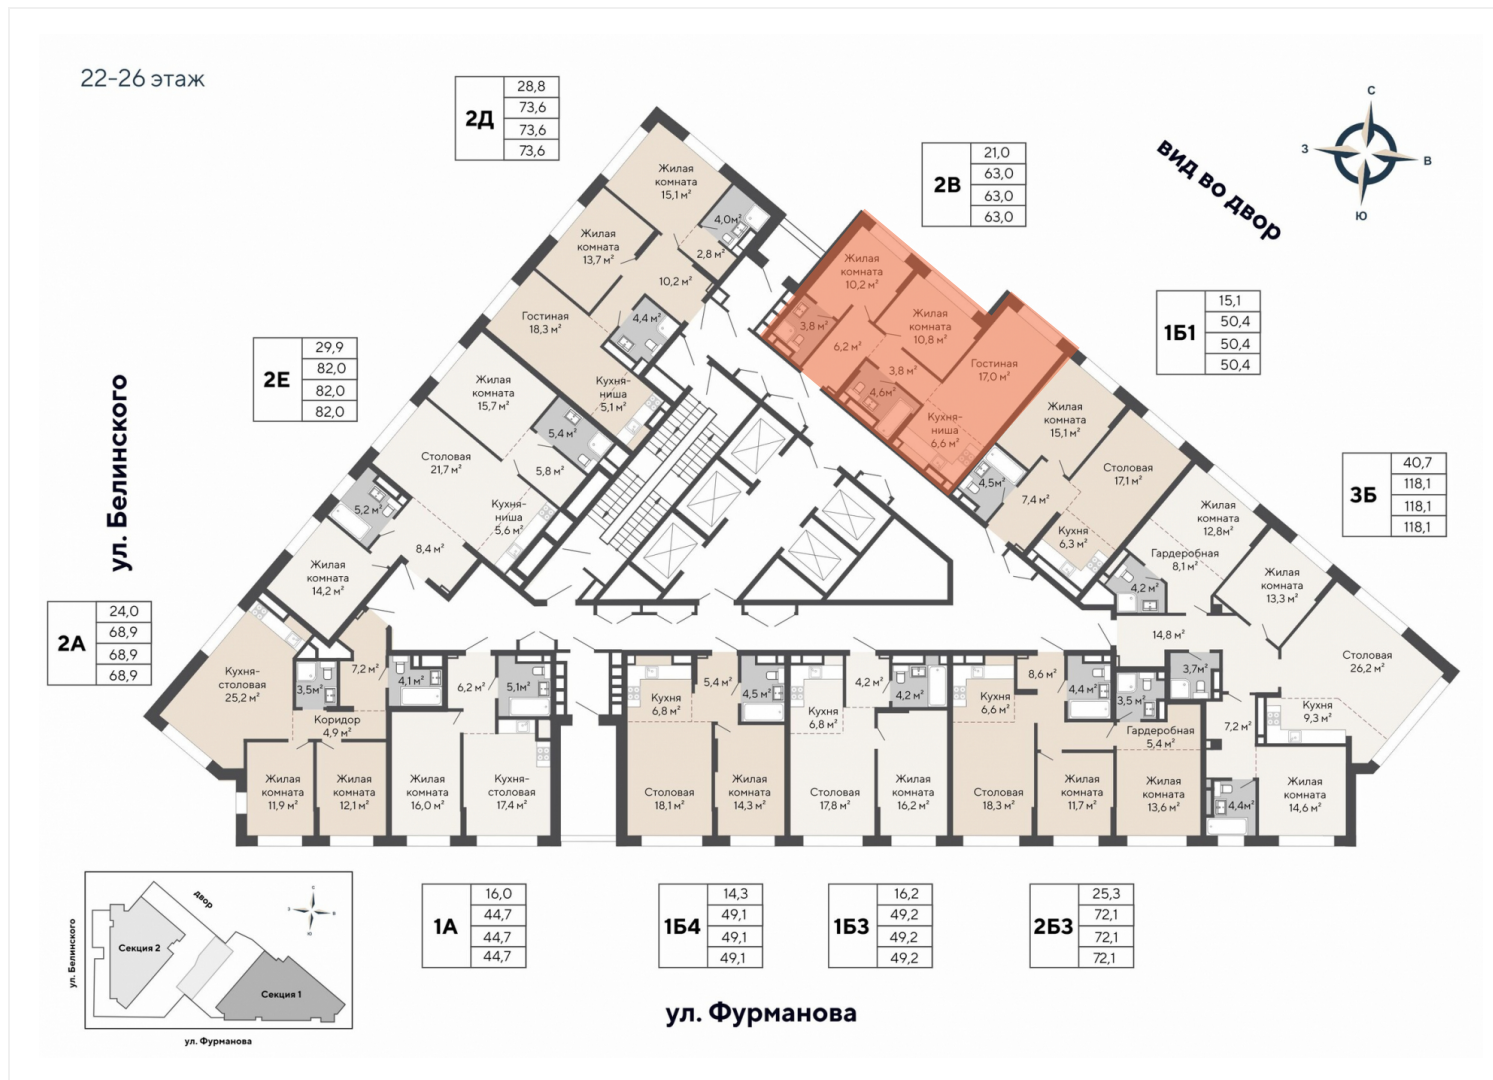 22–26 этаж
2Д
28,8
73,6
73,6
73,6
2В
21,0
63,0
63,0
63,0
С
З
В
Ю
вид во двор
1Б1
15,1
50,4
50,4
50,4
2Е
29,9
82,0
82,0
82,0
3Б
40,7
118,1
118,1
118,1
2А
24,0
68,9
68,9
68,9
ул. Белинского
Жилая
комната
15,1 м²
4,0м²
2,8 м²
Жилая
комната
13,7 м²
10,2 м²
Гостиная
18,3 м²
4,4 м²
Кухня-
ниша
5,1 м²
Жилая
комната
15,7 м²
5,4 м²
5,8 м²
Столовая
21,7 м²
Кухня-
ниша
5,6 м²
5,2 м²
8,4 м²
Жилая
комната
14,2 м²
Жилая
комната
10,2 м²
3,8 м²
6,2 м²
Жилая
комната
10,8 м²
3,8 м²
4,6м²
Гостиная
17,0 м²
Кухня-
ниша
6,6 м²
Жилая
комната
15,1 м²
4,5м²
7,4 м²
Столовая
17,1 м²
Кухня
6,3 м²
Жилая
комната
12,8м²
Гардеробная
8,1 м²
4,2 м²
Жилая
комната
13,3 м²
14,8 м²
Столовая
26,2 м²
3,7м²
3,5м²
7,2 м²
Кухня
9,3 м²
4,4м²
Жилая
комната
14,6 м²
Кухня-
столовая
25,2 м²
3,5м²
7,2 м²
Коридор
4,9 м²
Жилая
комната
11,9 м²
Жилая
комната
12,1 м²
4,1 м²
6,2 м²
5,1м²
Жилая
комната
16,0 м²
Кухня-
столовая
17,4 м²
Кухня
6,8 м²
5,4 м²
4,5 м²
Столовая
18,1 м²
Жилая
комната
14,3 м²
Кухня
6,8 м²
4,2 м²
4,2 м²
Столовая
17,8 м²
Жилая
комната
16,2 м²
Кухня
6,6 м²
8,6 м²
4,4 м²
Столовая
18,3 м²
Жилая
комната
11,7 м²
Гардеробная
5,4 м²
Жилая
комната
13,6 м²
1А
16,0
44,7
44,7
44,7
1Б4
14,3
49,1
49,1
49,1
1Б3
16,2
49,2
49,2
49,2
2Б3
25,3
72,1
72,1
72,1
ул. Фурманова
ул. Белинского
двор
с
з
в
ю
Секция 2
Секция 1
ул. Фурманова